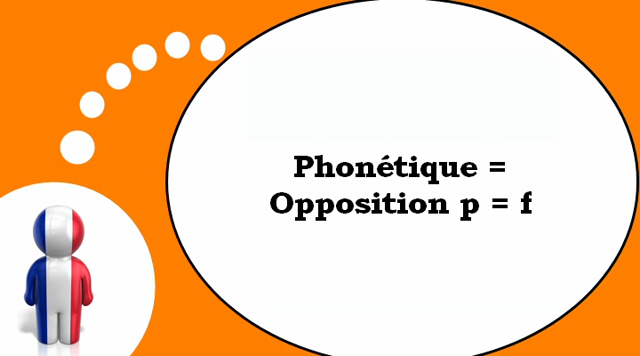 Phonétique =
Opposition p = f